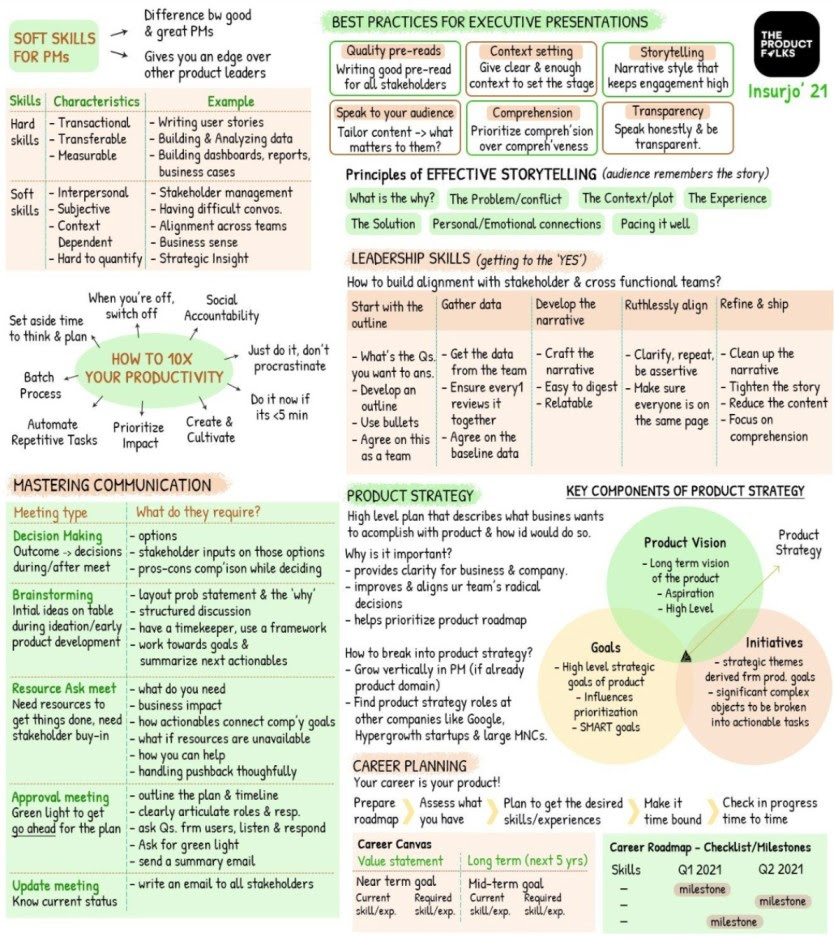 SOFT SKILLS
FOR PMs
Difference bw good
& great PMs
Gives you an edge over
other product leaders
Skills Characteristics Example
Hard
skills
- Transactional
- Transferable
- Measurable
- Writing user stories
- Building & Analyzing data
- Building dashboards, reports,
business cases
Soft
skills
- Interpersonal
- Subjective
- Context
Dependent
- Hard to quantify
- Stakeholder management
- Having difficult convos.
- Alignment across teams
- Business sense
- Strategic Insight
HOW TO 10X
YOUR PRODUCTIVITY
Set aside time
to think & plan
When you're off,
switch off
Social
Accountability
Just do it, don't
procrastinate
Do it now if
its <5 min
Create &
Cultivate
Prioritize
Impact
Automate
Repetitive Tasks
Batch
Process
MASTERING COMMUNICATION
Meeting type What do they require?
Decision Making
Outcome -> decisions
during/after meet
- options
- stakeholder inputs on those options
- pros-cons comp'ison while deciding
Brainstorming
Intial ideas on table
during ideation/early
product development
- layout prob statement & the 'why'
- structured discussion
- have a timekeeper, use a framework
- work towards goals &
summarize next actionables
Resource Ask meet
Need resources to
get things done, need
stakeholder buy-in
- what do you need
- business impact
- how actionables connect comp'y goals
- what if resources are unavailable
- how you can help
- handling pushback thoughfully
Approval meeting
Green light to get
go ahead for the plan
- outline the plan & timeline
- clearly articulate roles & resp.
- ask Qs. frm users, listen & respond
- Ask for green light
- send a summary email
Update meeting
Know current status
- write an email to all stakeholders
BEST PRACTICES FOR EXECUTIVE PRESENTATIONS
THE
PRODUCT
FOLKS
Insurjo' 21
Quality pre-reads
Writing good pre-read
for all stakeholders
Context setting
Give clear & enough
context to set the stage
Storytelling
Narrative style that
keeps engagement high
Speak to your audience
Tailor content -> what
matters to them?
Comprehension
Prioritize compreh'sion
over compreh'veness
Transparency
Speak honestly & be
transparent.
Principles of EFFECTIVE STORYTELLING (audience remembers the story)
What is the why? The Problem/conflict The Context/plot The Experience
The Solution Personal/Emotional connections Pacing it well
LEADERSHIP SKILLS (getting to the 'YES')
How to build alignment with stakeholder & cross functional teams?
Start with the
outline
- What's the Qs.
you want to ans.
- Develop an
outline
- Use bullets
- Agree on this
as a team
Gather data
- Get the data
from the team
- Ensure every1
reviews it
together
- Agree on the
baseline data
Develop the
narrative
- Craft the
narrative
- Easy to digest
- Relatable
Ruthlessly align
- Clarify, repeat,
be assertive
- Make sure
everyone is on
the same page
Refine & ship
- Clean up the
narrative
- Tighten the story
- Reduce the content
- Focus on
comprehension
PRODUCT STRATEGY
High level plan that describes what busines wants
to acomplish with product & how id would do so.
Why is it important?
- provides clarity for business & company.
- improves & aligns ur team's radical
decisions
- helps prioritize product roadmap
How to break into product strategy?
- Grow vertically in PM (if already
product domain)
- Find product strategy roles at
other companies like Google,
Hypergrowth startups & large MNCs.
KEY COMPONENTS OF PRODUCT STRATEGY
Product Vision
- Long term vision
of the product
- Aspiration
- High Level
Product
Strategy
Goals
- High level strategic
goals of product
- Influences
prioritization
- SMART goals
Initiatives
- strategic themes
derived frm prod. goals
- significant complex
objects to be broken
into actionable tasks
CAREER PLANNING
Your career is your product!
Prepare
roadmap
Assess what
you have
Plan to get the desired
skills/experiences
Make it
time bound
Check in progress
time to time
Career Canvas
Value statement Long term (next 5 yrs)
Near term goal Mid-term goal
Current
skill/exp.
Required
skill/exp.
Current
skill/exp.
Required
skill/exp.
Career Roadmap - Checklist/Milestones
Skills Q1 2021 Q2 2021
- milestone
- milestone
- milestone